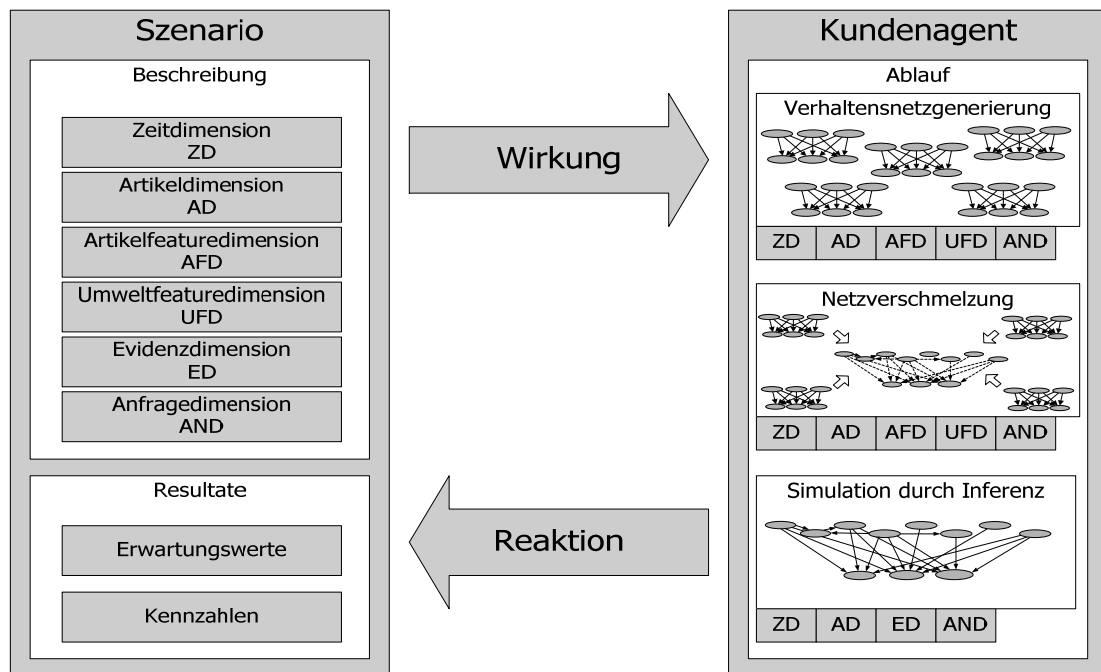 Szenario
Beschreibung
Zeitdimension
ZD
Artikeldimension
AD
Artikelfeaturedimension
AFD
Umweltfeaturedimension
UFD
Evidenzdimension
ED
Anfragedimension
AND
Resultate
Erwartungswerte
Kennzahlen
Wirkung
Reaktion
Kundenagent
Ablauf
Verhaltensnetzgenerierung
ZD AD AFD UFD AND
Netzverschmelzung
ZD AD AFD UFD AND
Simulation durch Inferenz
ZD AD ED AND